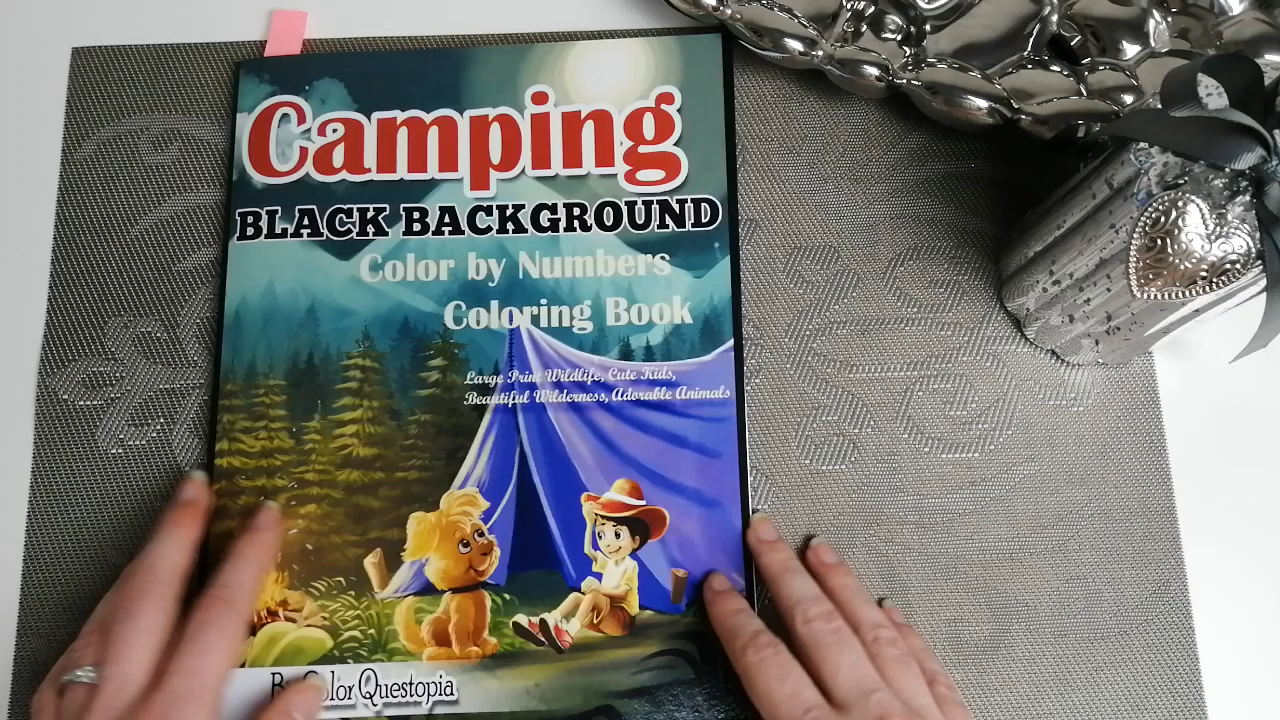 Camping
BLACK BACKGROUND
Color by Numbers
Coloring Book
Large Print Wildlife, Cute Kids,
Beautiful Wilderness, Adorable Animals
By Color Questopia